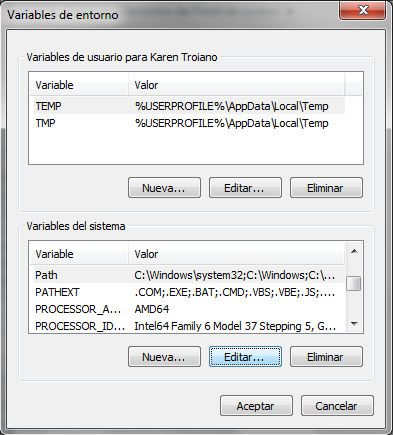 Variables de entorno
Variables de usuario para Karen Troiano
Variable Valor
TEMP %USERPROFILE%\AppData\Local\Temp
TMP %USERPROFILE%\AppData\Local\Temp
Nueva... Editar... Eliminar
Variables del sistema
Variable Valor
Path C:\Windows\system32;C:\Windows;C:\...
PATHEXT .COM;.EXE;.BAT;.CMD;.VBS;.VBE;.JS;....
PROCESSOR_A... AMD64
PROCESSOR_ID... Intel64 Family 6 Model 37 Stepping 5, G...
Nueva... Editar... Eliminar
Aceptar Cancelar